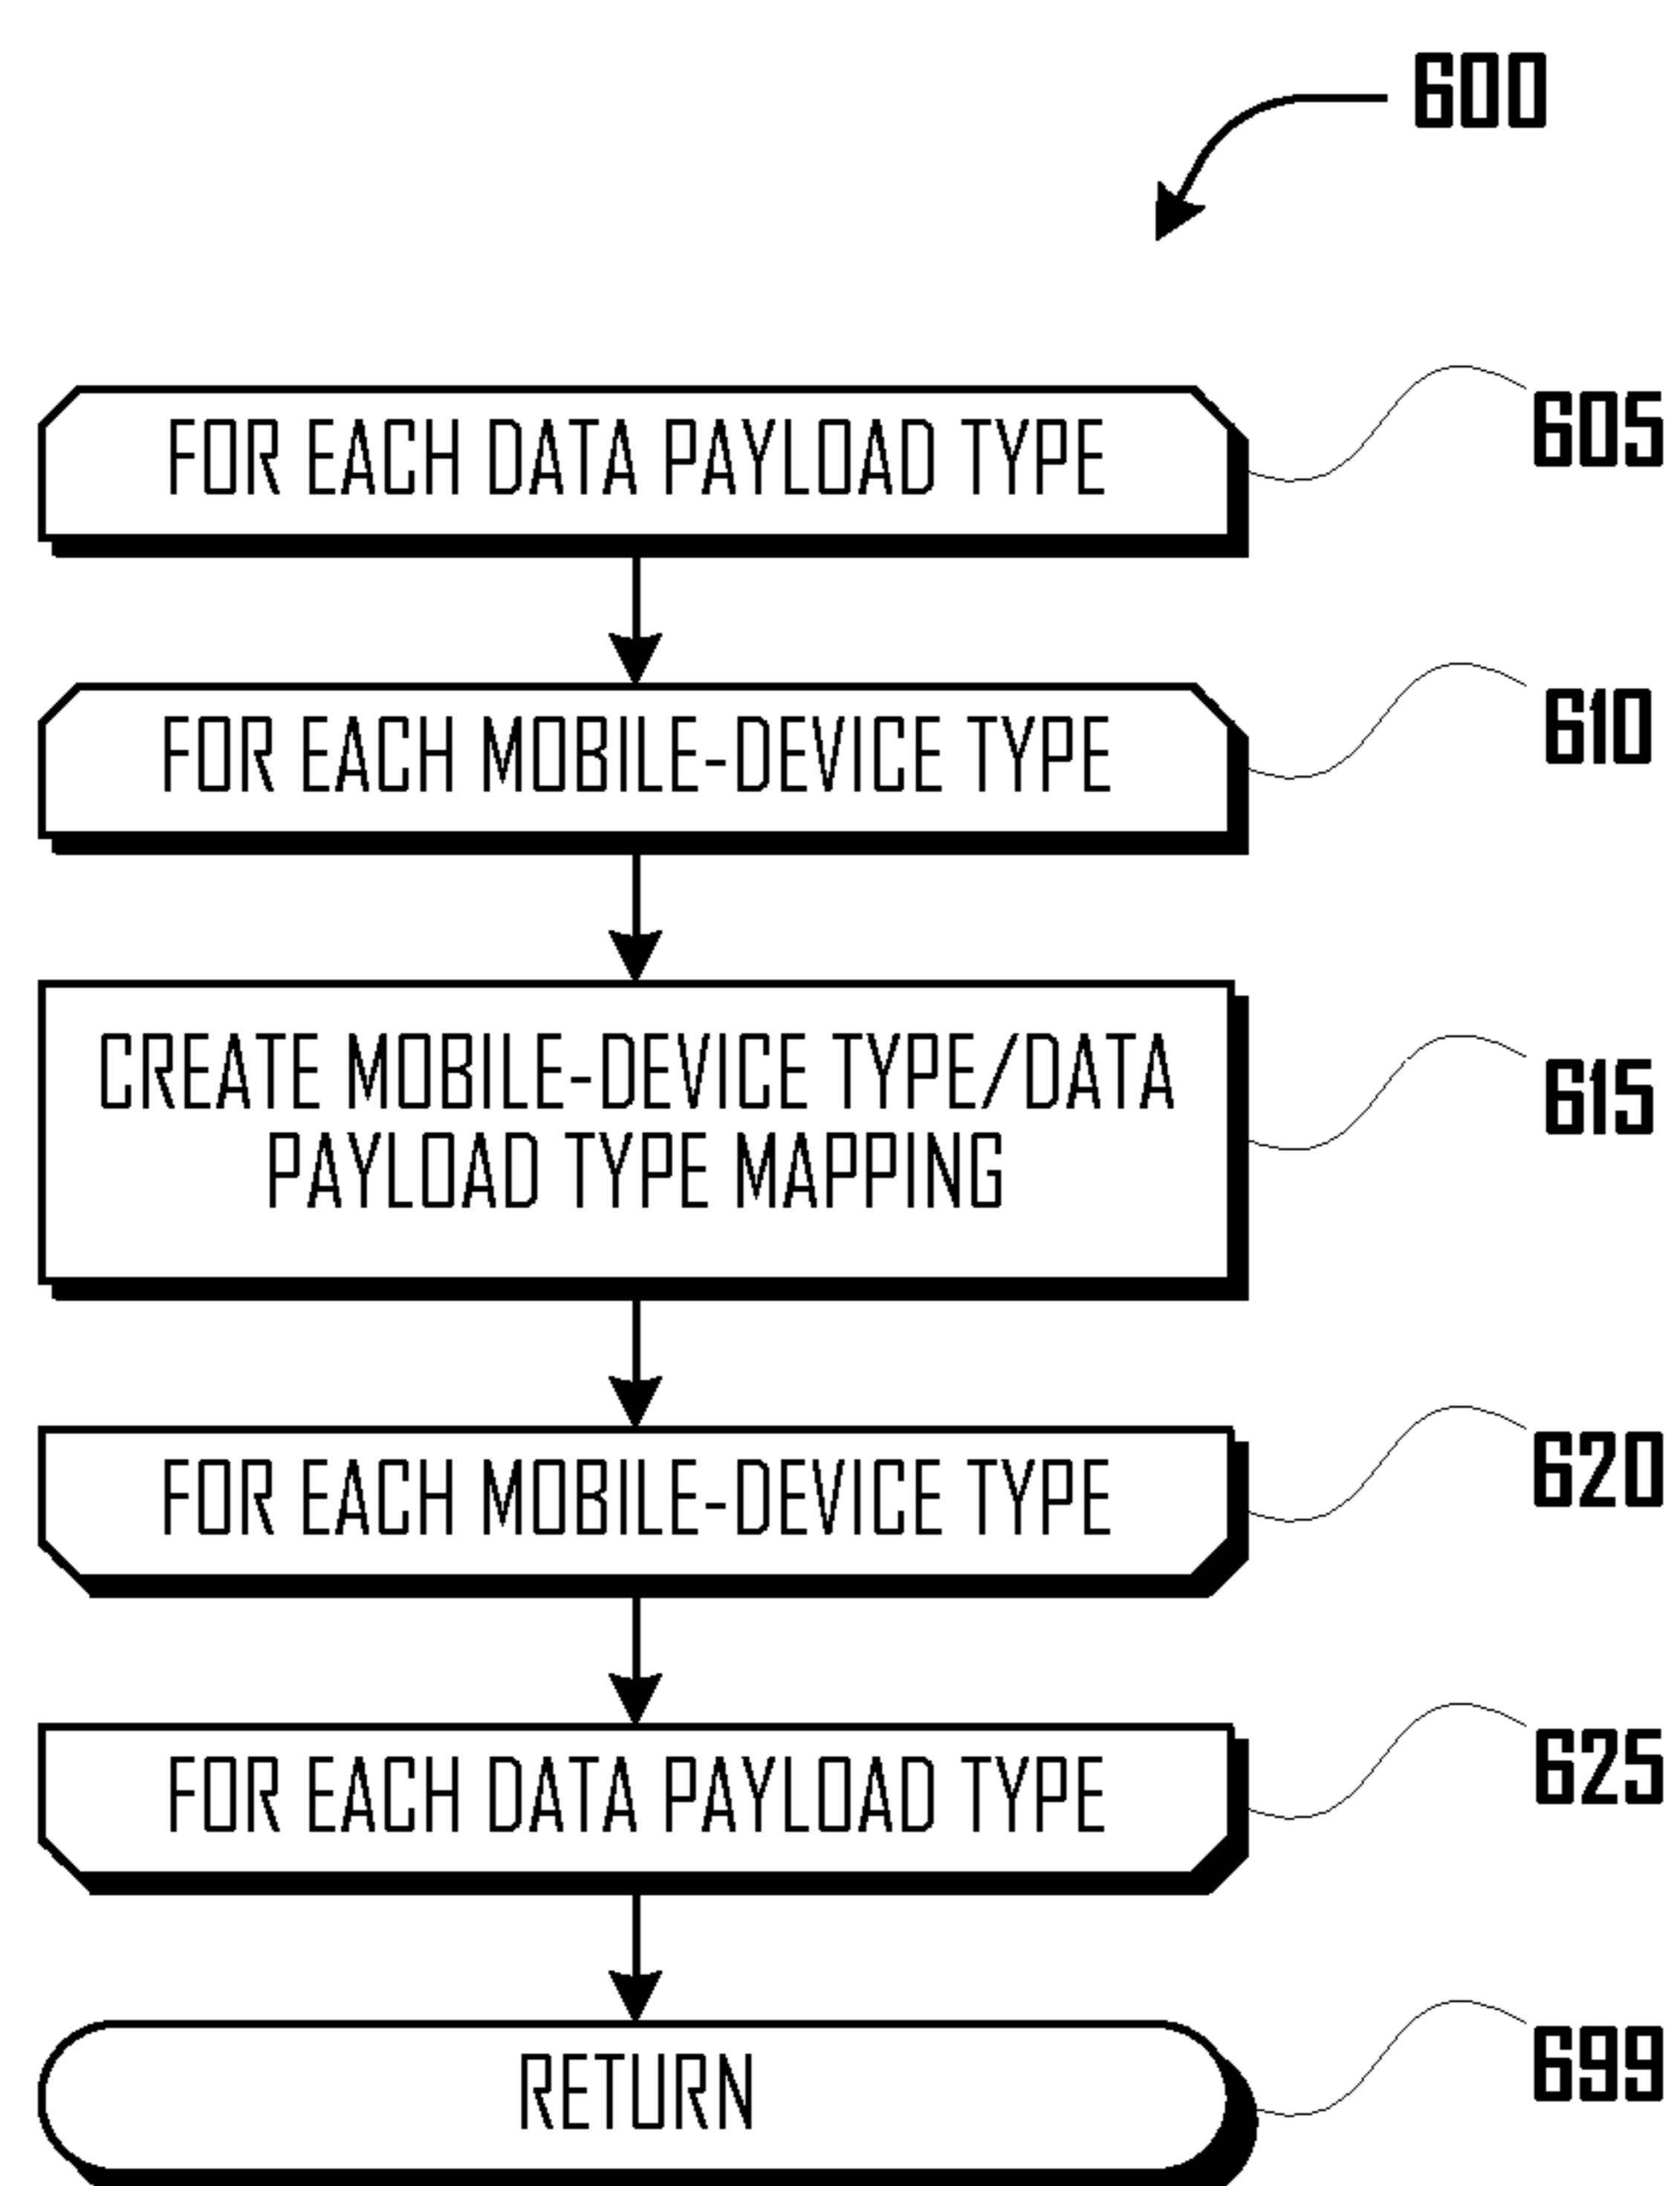 600
FOR EACH DATA PAYLOAD TYPE
605
FOR EACH MOBILE-DEVICE TYPE
610
CREATE MOBILE-DEVICE TYPE/DATA
PAYLOAD TYPE MAPPING
615
FOR EACH MOBILE-DEVICE TYPE
620
FOR EACH DATA PAYLOAD TYPE
625
RETURN
699